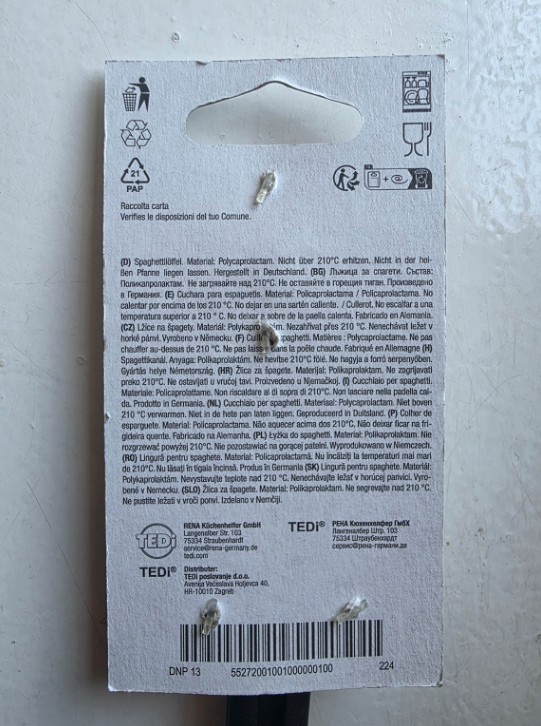 21
PAP
Raccolta carta
Verifies le disposizioni del tuo Comune.
(D) Spaghettilöffel. Material: Polycaprolactam. Nicht über 210°C erhitzen. Nicht in der hei-
ßen Pfanne liegen lassen. Hergestellt in Deutschland. (BG) Лъжица за спагети. Състав:
Поликапролактам. Не загрявайте над 210°C. Не оставяйте в горещия тиган. Произведено
в Германия. (E) Cuchara para espaguetis. Material: Policaprolactama / Policaprolactama. No
calentar por encima de los 210 °C. No dejar en una sartén caliente. / Cullerot. No escalfar a una
temperatura superior a 210 °C. No deixar a sobre de la paella calenta. Fabricado en Alemania.
(CZ) Lžíce na špagety. Materiál: Polykapro m. Nezahřívat přes 210 °C. Nenechávat ležet v
horké pánvi. Vyrobeno v Německu. (F) spaghetti. Matières : Polycaprolactame. Ne pas
chauffer au-dessus de 210 °C. Ne pas laiss dans la poêle chaude. Fabriqué en Allemagne (H)
Spagettikanál. Anyaga: Polikaprolaktám. Ne hevítse 210°C fölé. Ne hagyja a forró serpenyőben.
Gyártás helye Németország. (HR) Žlica za špagete. Materijal: Polikaprolaktam. Ne zagrijavati
preko 210°C. Ne ostavljati u vrućoj tavi. Proizvedeno u Njemačkoj. (I) Cucchiaio per spaghetti.
Materiale: Policaprolattame. Non riscaldare al di sopra di 210°C. Non lasciare nella padella cal-
da. Prodotto in Germania. (NL) Cucchiaio per spaghetti. Materiaal: Polycaprolactam. Niet boven
210 °C verwarmen. Niet in de hete pan laten liggen. Geproduceerd in Duitsland. (P) Colher de
esparguete. Material: Policaprolactama. Não aquecer acima dos 210°C. Não deixar ficar na fri-
gideira quente. Fabricado na Alemanha. (PL) Łyżka do spaghetti. Materiał: Polikaprolaktam. Nie
rozgrzewać powyżej 210°C. Nie pozostawiać na gorącej patelni. Wyprodukowano w Niemczech.
(RO) Lingură pentru spaghete. Material: Policaprolactamă. Nu încălziți la temperaturi mai mari
de 210°C. Nu lăsați în tigaia încinsă. Produs în Germania (SK) Lingură pentru spaghete. Materiál:
Polykaprolaktám. Nevystavujte teplote nad 210 °C. Nenechávajte ležať v horúcej panvici. Vyro-
bené v Nemecku. (SLO) Žlica za špagete. Material: Polikaprolaktam. Ne segrevajte nad 210 °C.
Ne pustite ležati v vroči ponvi. Izdelano v Nemčiji.
TEDi
RENA Küchenhelfer GmbH
Langenalber Str. 103
75334 Straubenhardt
service@rena-germany.de
tedi.com
TEDi®
РЕНА Кюхенхелфер ГмбХ
Лангеналбер Штр. 103
75334 Штраубенхардт
сервис@рена-германи.де
TEDi®
Distributer:
TEDi poslovanje d.o.o.
Avenija Većeslava Holjevca 40,
HR-10010 Zagreb
DNP 13 55272001001000000100 224